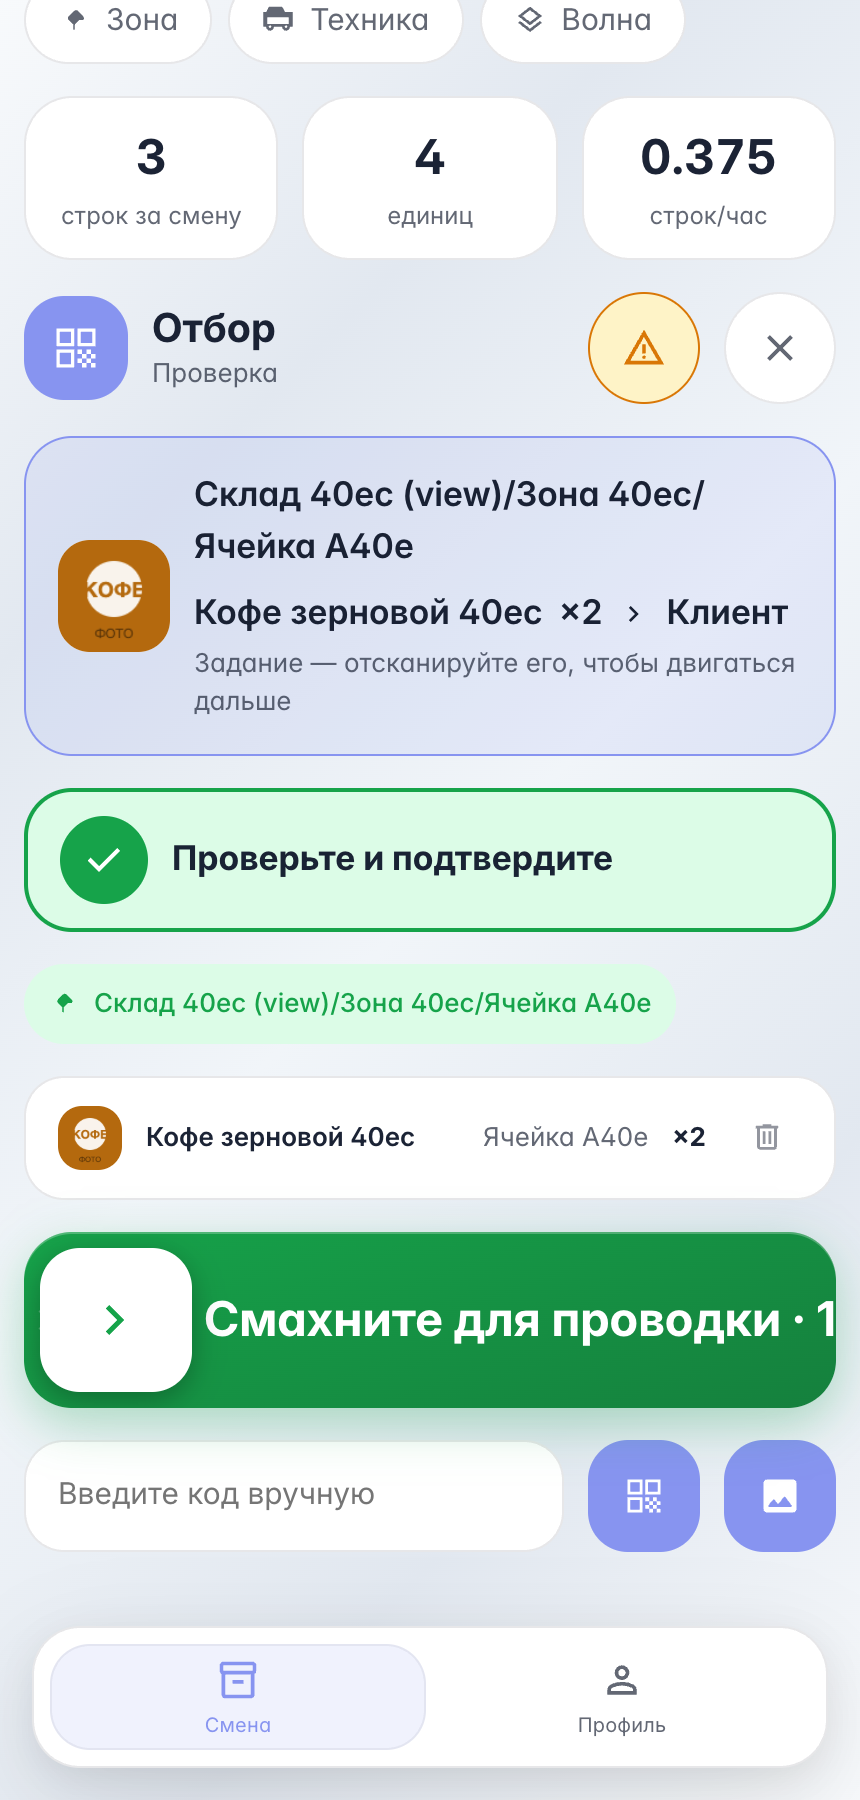 Зона Техника Волна
3 4 0.375
строк за смену единиц строк/час
Отбор
Проверка
Склад 40ec (view)/Зона 40ec/
Ячейка A40e
КОФЕ
ФОТО
Кофе зерновой 40ec ×2 › Клиент
Задание — отсканируйте его, чтобы двигаться
дальше
Проверьте и подтвердите
Склад 40ec (view)/Зона 40ec/Ячейка A40e
КОФЕ
ФОТО
Кофе зерновой 40ec Ячейка A40e ×2
Смахните для проводки · 1
Введите код вручную
Смена Профиль